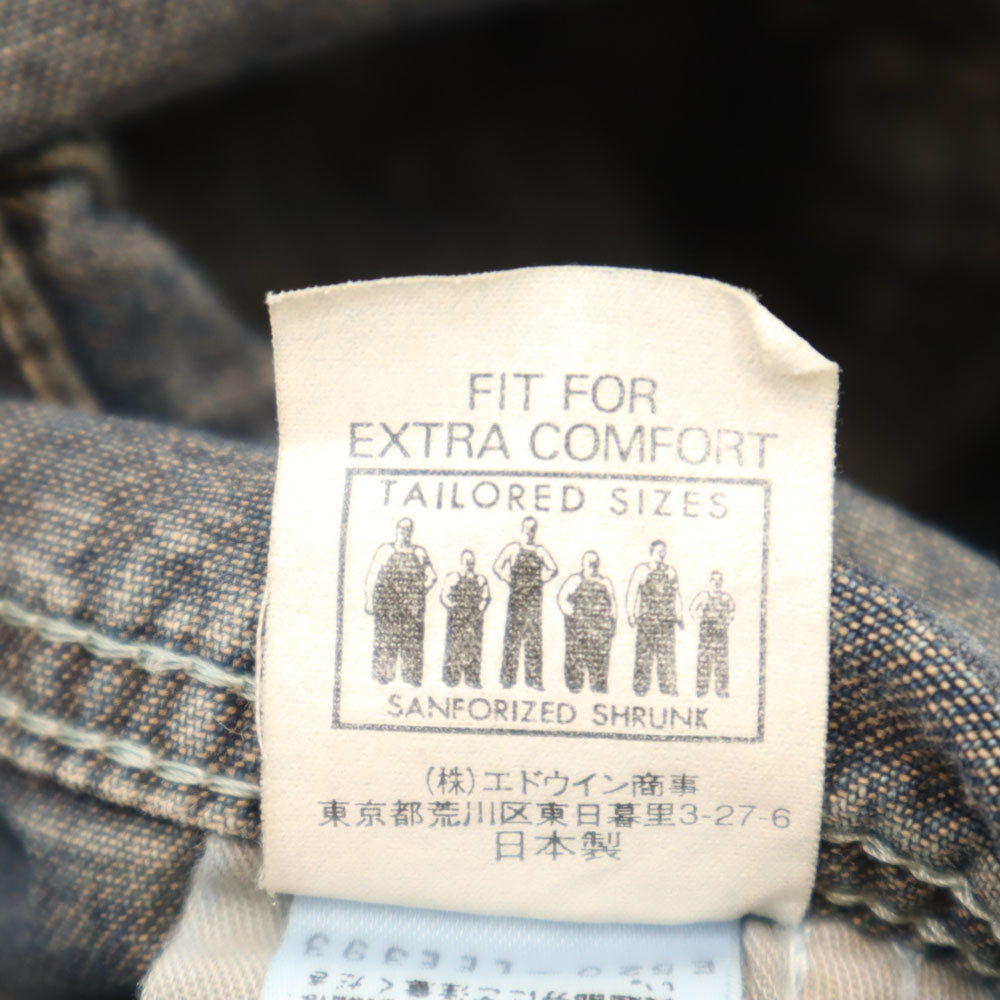 FIT FOR
EXTRA COMFORT
TAILORED SIZES
SANFORIZED SHRUNK
(株)エドウイン商事
東京都荒川区東日暮里3-27-6
日本製